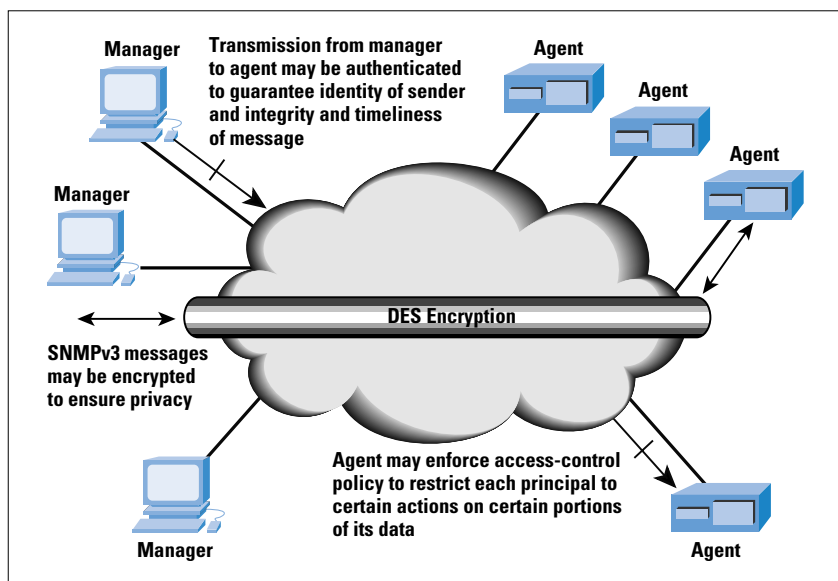 Manager
Transmission from manager
to agent may be authenticated
to guarantee identity of sender
and integrity and timeliness
of message
Agent
Agent
Agent
Manager
DES Encryption
SNMPv3 messages
may be encrypted
to ensure privacy
Manager
Agent may enforce access-control
policy to restrict each principal to
certain actions on certain portions
of its data
Agent